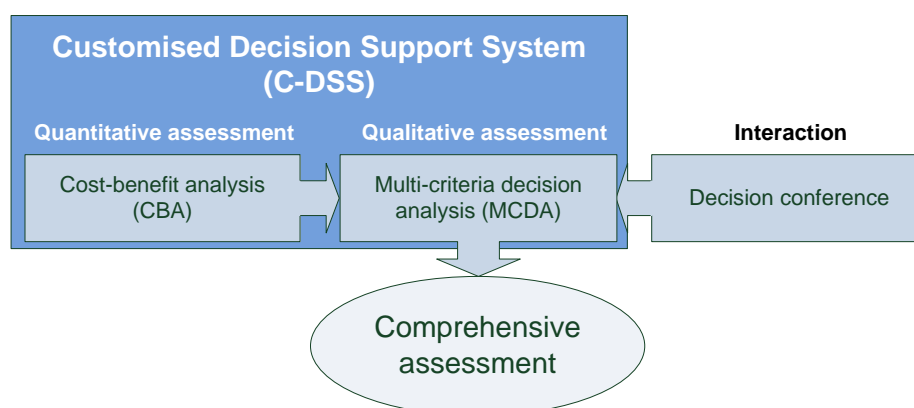 Customised Decision Support System
(C-DSS)
Quantitative assessment
Qualitative assessment
Interaction
Cost-benefit analysis
(CBA)
Multi-criteria decision
analysis (MCDA)
Decision conference
Comprehensive
assessment